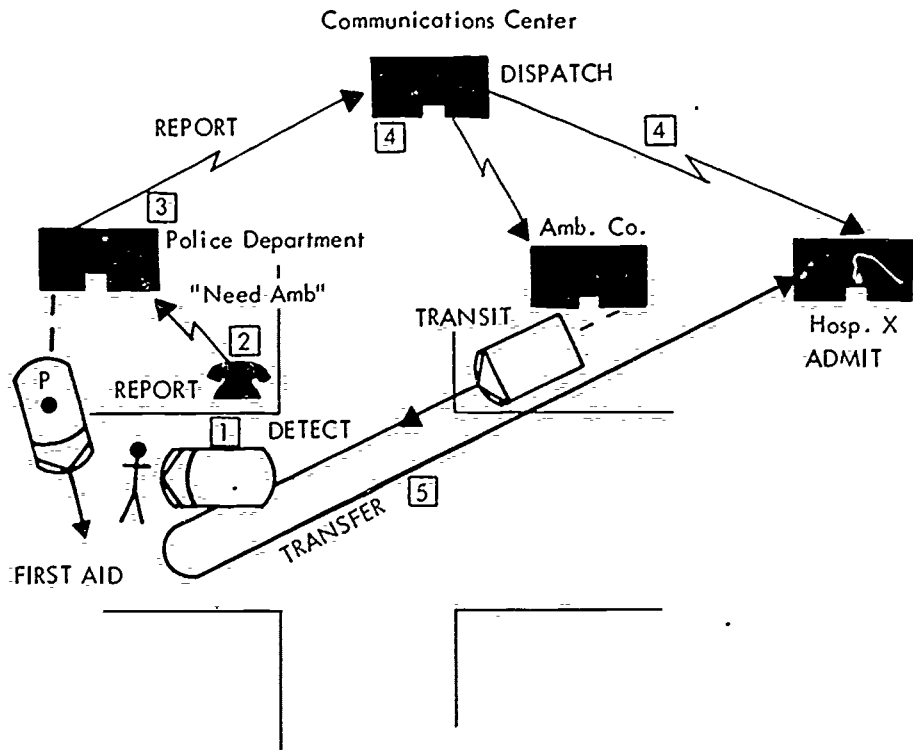 Communications Center
DISPATCH
REPORT
4
4
3
Police Department
Amb. Co.
"Need Amb"
2
TRANSIT
Hosp. X
ADMIT
P
REPORT
1
DETECT
5
TRANSFER
FIRST AID